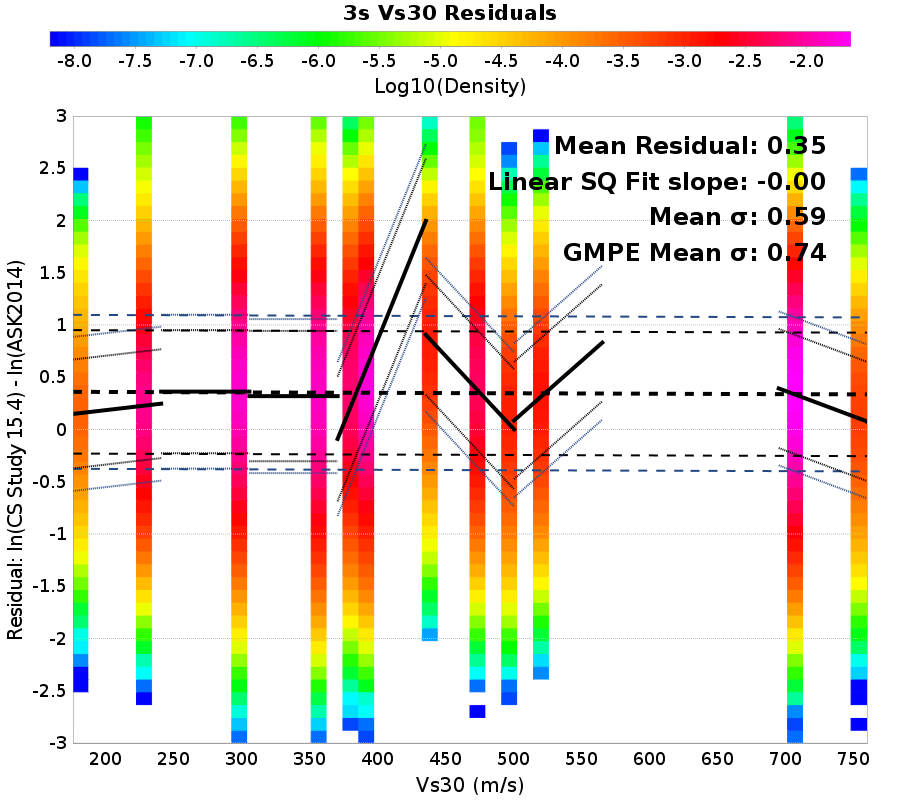 3s Vs30 Residuals
-8.0 -7.5 -7.0 -6.5 -6.0 -5.5 -5.0 -4.5 -4.0 -3.5 -3.0 -2.5 -2.0
Log10(Density)
Mean Residual: 0.35
Linear SQ Fit slope: -0.00
Mean σ: 0.59
GMPE Mean σ: 0.74
Residual: ln(CS Study 15.4) - ln(ASK2014)
3
2.5
2
1.5
1
0.5
0
-0.5
-1
-1.5
-2
-2.5
-3
200 250 300 350 400 450 500 550 600 650 700 750
Vs30 (m/s)